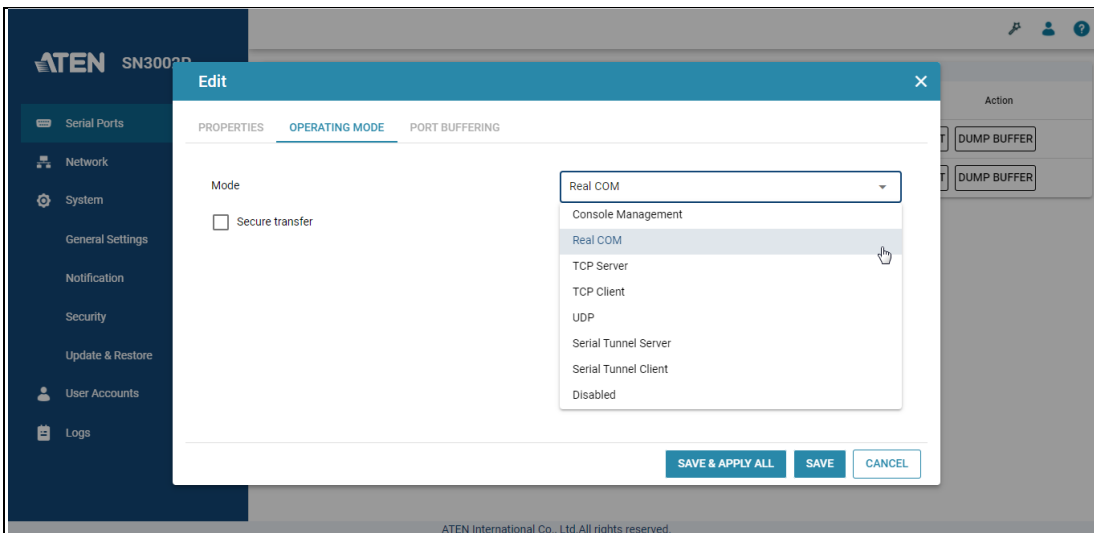 ATEN SN3002P
Edit
Action
Serial Ports
PROPERTIES OPERATING MODE PORT BUFFERING
T DUMP BUFFER
Network
Mode
Real COM
T DUMP BUFFER
System
Secure transfer
Console Management
Real COM
General Settings
TCP Server
Notification
TCP Client
Security
UDP
Update & Restore
Serial Tunnel Server
Serial Tunnel Client
User Accounts
Disabled
Logs
SAVE & APPLY ALL SAVE CANCEL
ATEN International Co., Ltd.All rights reserved.